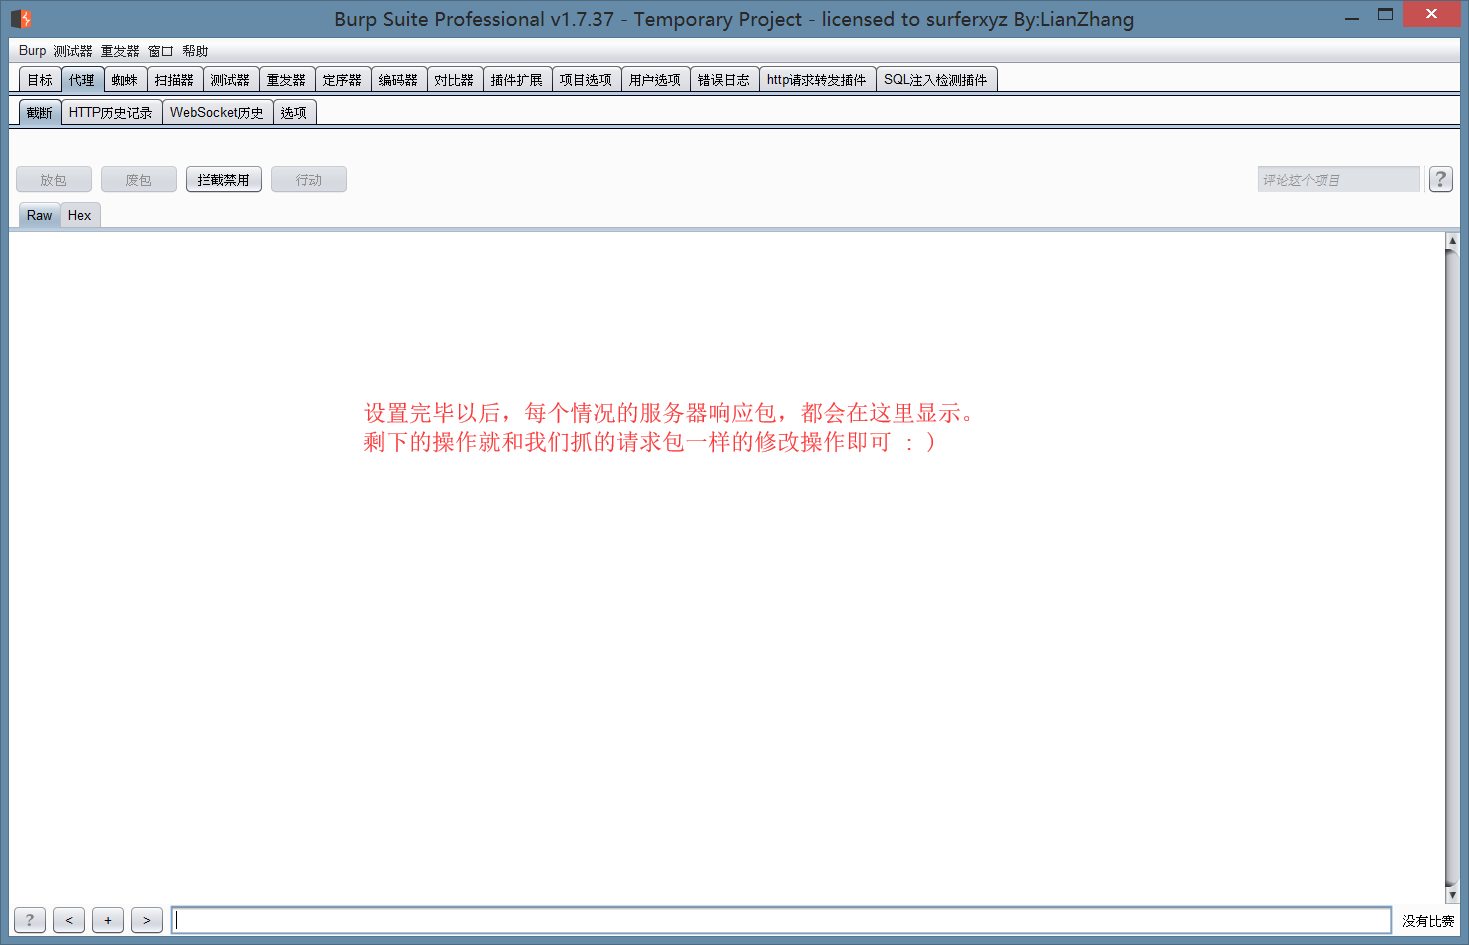 Burp Suite Professional v1.7.37 - Temporary Project - licensed to surferxyz By:LianZhang
Burp 测试器 重发器 窗口 帮助
目标 代理 蜘蛛 扫描器 测试器 重发器 定序器 编码器 对比器 插件扩展 项目选项 用户选项 错误日志 http请求转发插件 SQL注入检测插件
截断 HTTP历史记录 WebSocket历史 选项
放包 废包 拦截禁用 行动 评论这个项目 ?
Raw Hex
设置完毕以后，每个情况的服务器响应包，都会在这里显示。
剩下的操作就和我们抓的请求包一样的修改操作即可 : )
? < + > 没有比赛